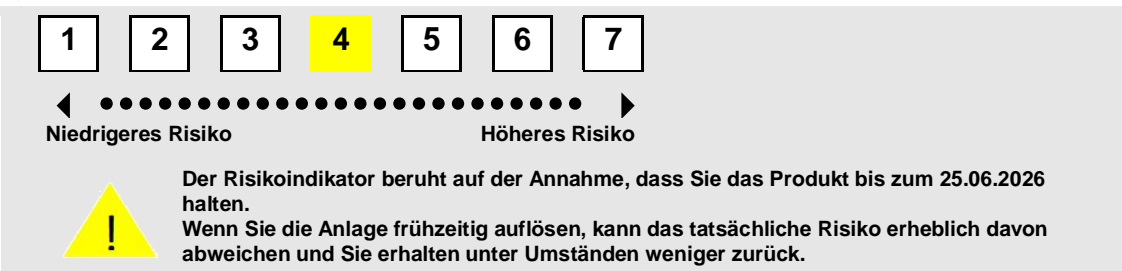 1 2 3 4 5 6 7
Niedrigeres Risiko Höheres Risiko
Der Risikoindikator beruht auf der Annahme, dass Sie das Produkt bis zum 25.06.2026
halten.
Wenn Sie die Anlage frühzeitig auflösen, kann das tatsächliche Risiko erheblich davon
abweichen und Sie erhalten unter Umständen weniger zurück.
!